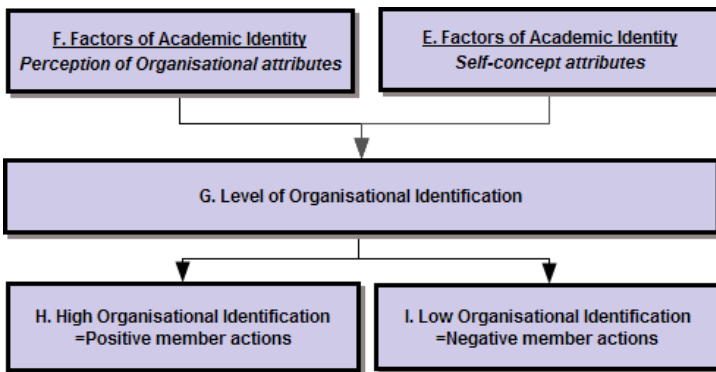 F. Factors of Academic Identity
Perception of Organisational attributes
E. Factors of Academic Identity
Self-concept attributes
G. Level of Organisational Identification
H. High Organisational Identification
=Positive member actions
I. Low Organisational Identification
=Negative member actions